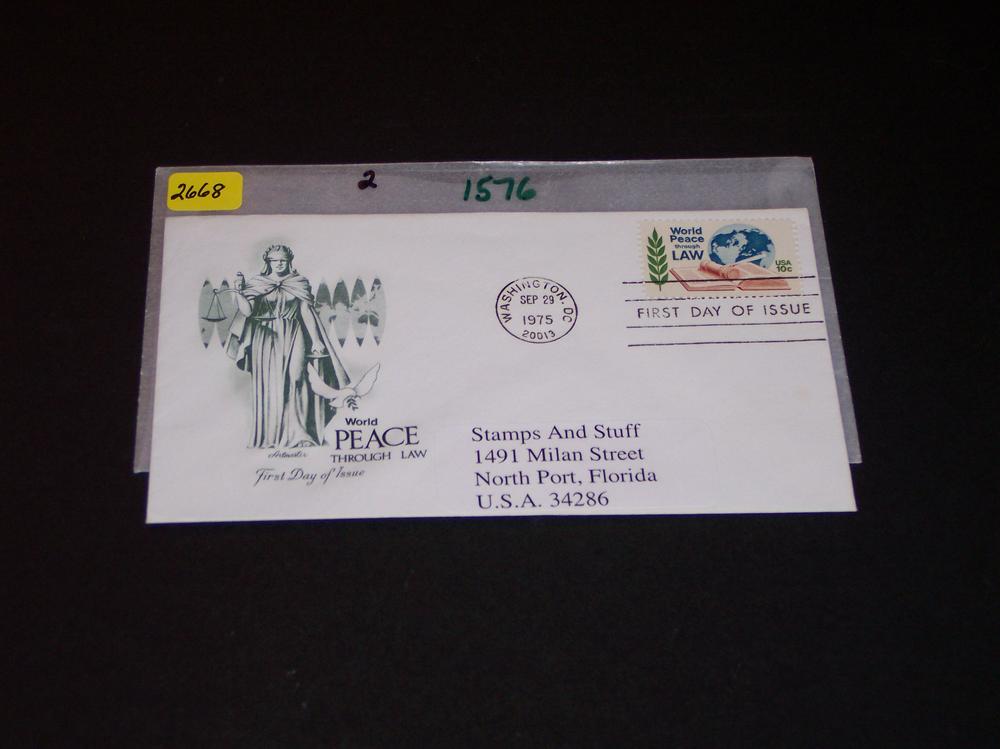 2668
2
1576
World
Peace
through
LAW
USA
10c
WASHINGTON, DC
SEP 29
1975
20013
FIRST DAY OF ISSUE
World
PEACE
THROUGH LAW
Artmaster
First Day of Issue
Stamps And Stuff
1491 Milan Street
North Port, Florida
U.S.A. 34286